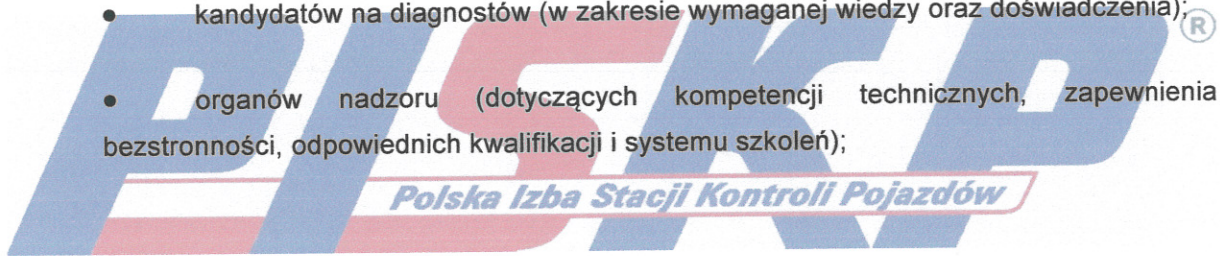 • kandydatów na diagnostów (w zakresie wymaganej wiedzy oraz doświadczenia);
PISKP®
• organów nadzoru (dotyczących kompetencji technicznych, zapewnienia
bezstronności, odpowiednich kwalifikacji i systemu szkoleń);
Polska Izba Stacji Kontroli Pojazdów